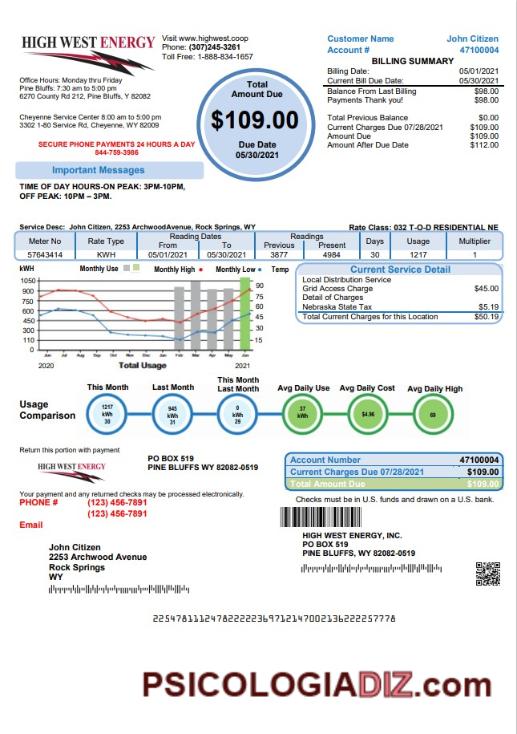 HIGH WEST ENERGY
Visit www.highwest.coop
Phone: (307)245-3261
Toll Free: 1-888-834-1657
Office Hours: Monday thru Friday
Pine Bluffs: 7:30 am to 5:00 pm
6270 County Rd 212, Pine Bluffs, Y 82082
Cheyenne Service Center 8:00 am to 5:00 pm
3302 1-80 Service Rd, Cheyenne, WY 82009
SECURE PHONE PAYMENTS 24 HOURS A DAY
844-759-3986
Important Messages
TIME OF DAY HOURS-ON PEAK: 3PM-10PM,
OFF PEAK: 10PM – 3PM.
Total
Amount Due
$109.00
Due Date
05/30/2021
Customer Name John Citizen
Account # 47100004
BILLING SUMMARY
Billing Date: 05/01/2021
Current Bill Due Date: 05/30/2021
Balance From Last Billing $98.00
Payments Thank you! $98.00
Total Previous Balance $0.00
Current Charges Due 07/28/2021 $109.00
Amount Due $109.00
Amount After Due Date $112.00
Service Desc: John Citizen, 2253 ArchwoodAvenue, Rock Springs, WY Rate Class: 032 T-O-D RESIDENTIAL NE
Meter No Rate Type Reading Dates Readings Days Usage Multiplier
From To Previous Present
57643414 KWH 05/01/2021 05/30/2021 3877 4984 30 1217 1
kWH Monthly Use Monthly High Monthly Low Temp
1050
900
750
600
450
300
110
0
90
75
60
45
30
15
2020 Total Usage 2021
Current Service Detail
Local Distribution Service
Grid Access Charge $45.00
Detail of Charges
Nebraska State Tax $5.19
Total Current Charges for this Location $50.19
Usage
Comparison
This Month
1217
kWh
30
Last Month
945
kWh
31
This Month
Last Month
0
kWh
29
Avg Daily Use
37
kWh
Avg Daily Cost
$4.96
Avg Daily High
60
Return this portion with payment
HIGH WEST ENERGY
PO BOX 519
PINE BLUFFS WY 82082-0519
Account Number 47100004
Current Charges Due 07/28/2021 $109.00
Total Amount Due $109.00
Your payment and any returned checks may be processed electronically.
PHONE # (123) 456-7891
(123) 456-7891
Email
Checks must be in U.S. funds and drawn on a U.S. bank.
John Citizen
2253 Archwood Avenue
Rock Springs
WY
HIGH WEST ENERGY, INC.
PO BOX 519
PINE BLUFFS, WY 82082-0519
PSICOLOGIADIZ.com